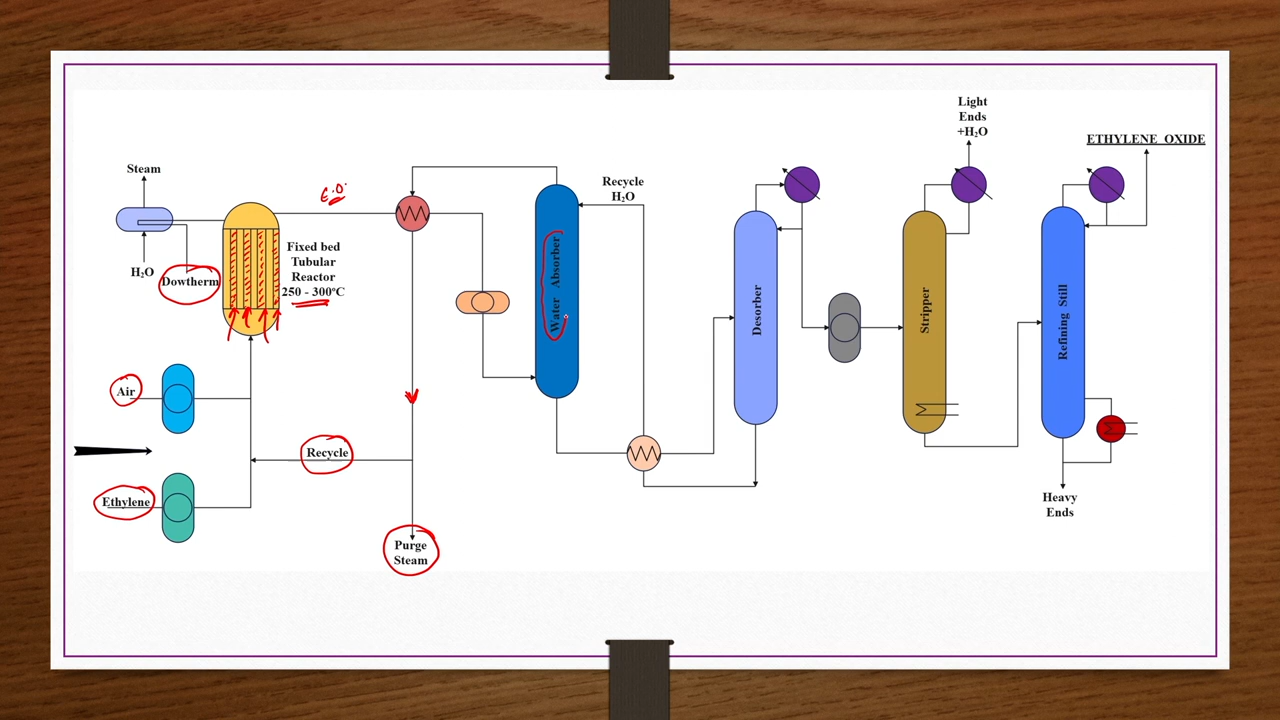 Light
Ends
+H₂O
ETHYLENE OXIDE
Steam
E.O.
Recycle
H₂O
Fixed bed
Tubular
Reactor
250 - 300°C
H₂O
Dowtherm
Water Absorber
Desorber
Stripper
Refining Still
Air
Recycle
Ethylene
Purge
Steam
Heavy
Ends